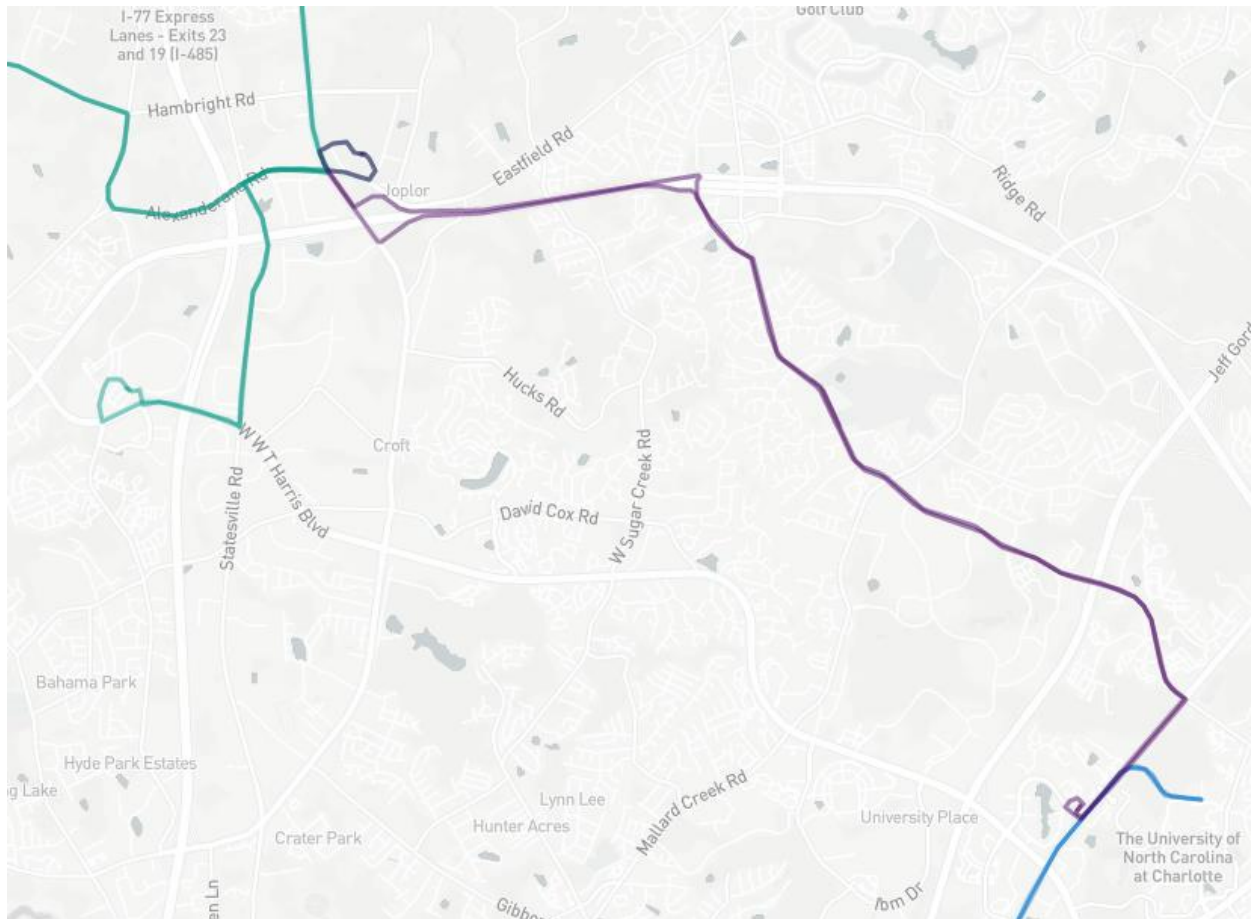 I-77 Express
Lanes - Exits 23
and 19 (I-485)
Golf Club
Hambright Rd
Eastfield Rd
Ridge Rd
Alexanderana Rd
Joplor
Jeff Gord
Hucks Rd
Croft
W Sugar Creek Rd
W W T Harris Blvd
Statesville Rd
David Cox Rd
Bahama Park
Hyde Park Estates
g Lake
Lynn Lee
Mallard Creek Rd
University Place
Hunter Acres
Crater Park
The University of
North Carolina
at Charlotte
en Ln
Ibm Dr
Gibbo